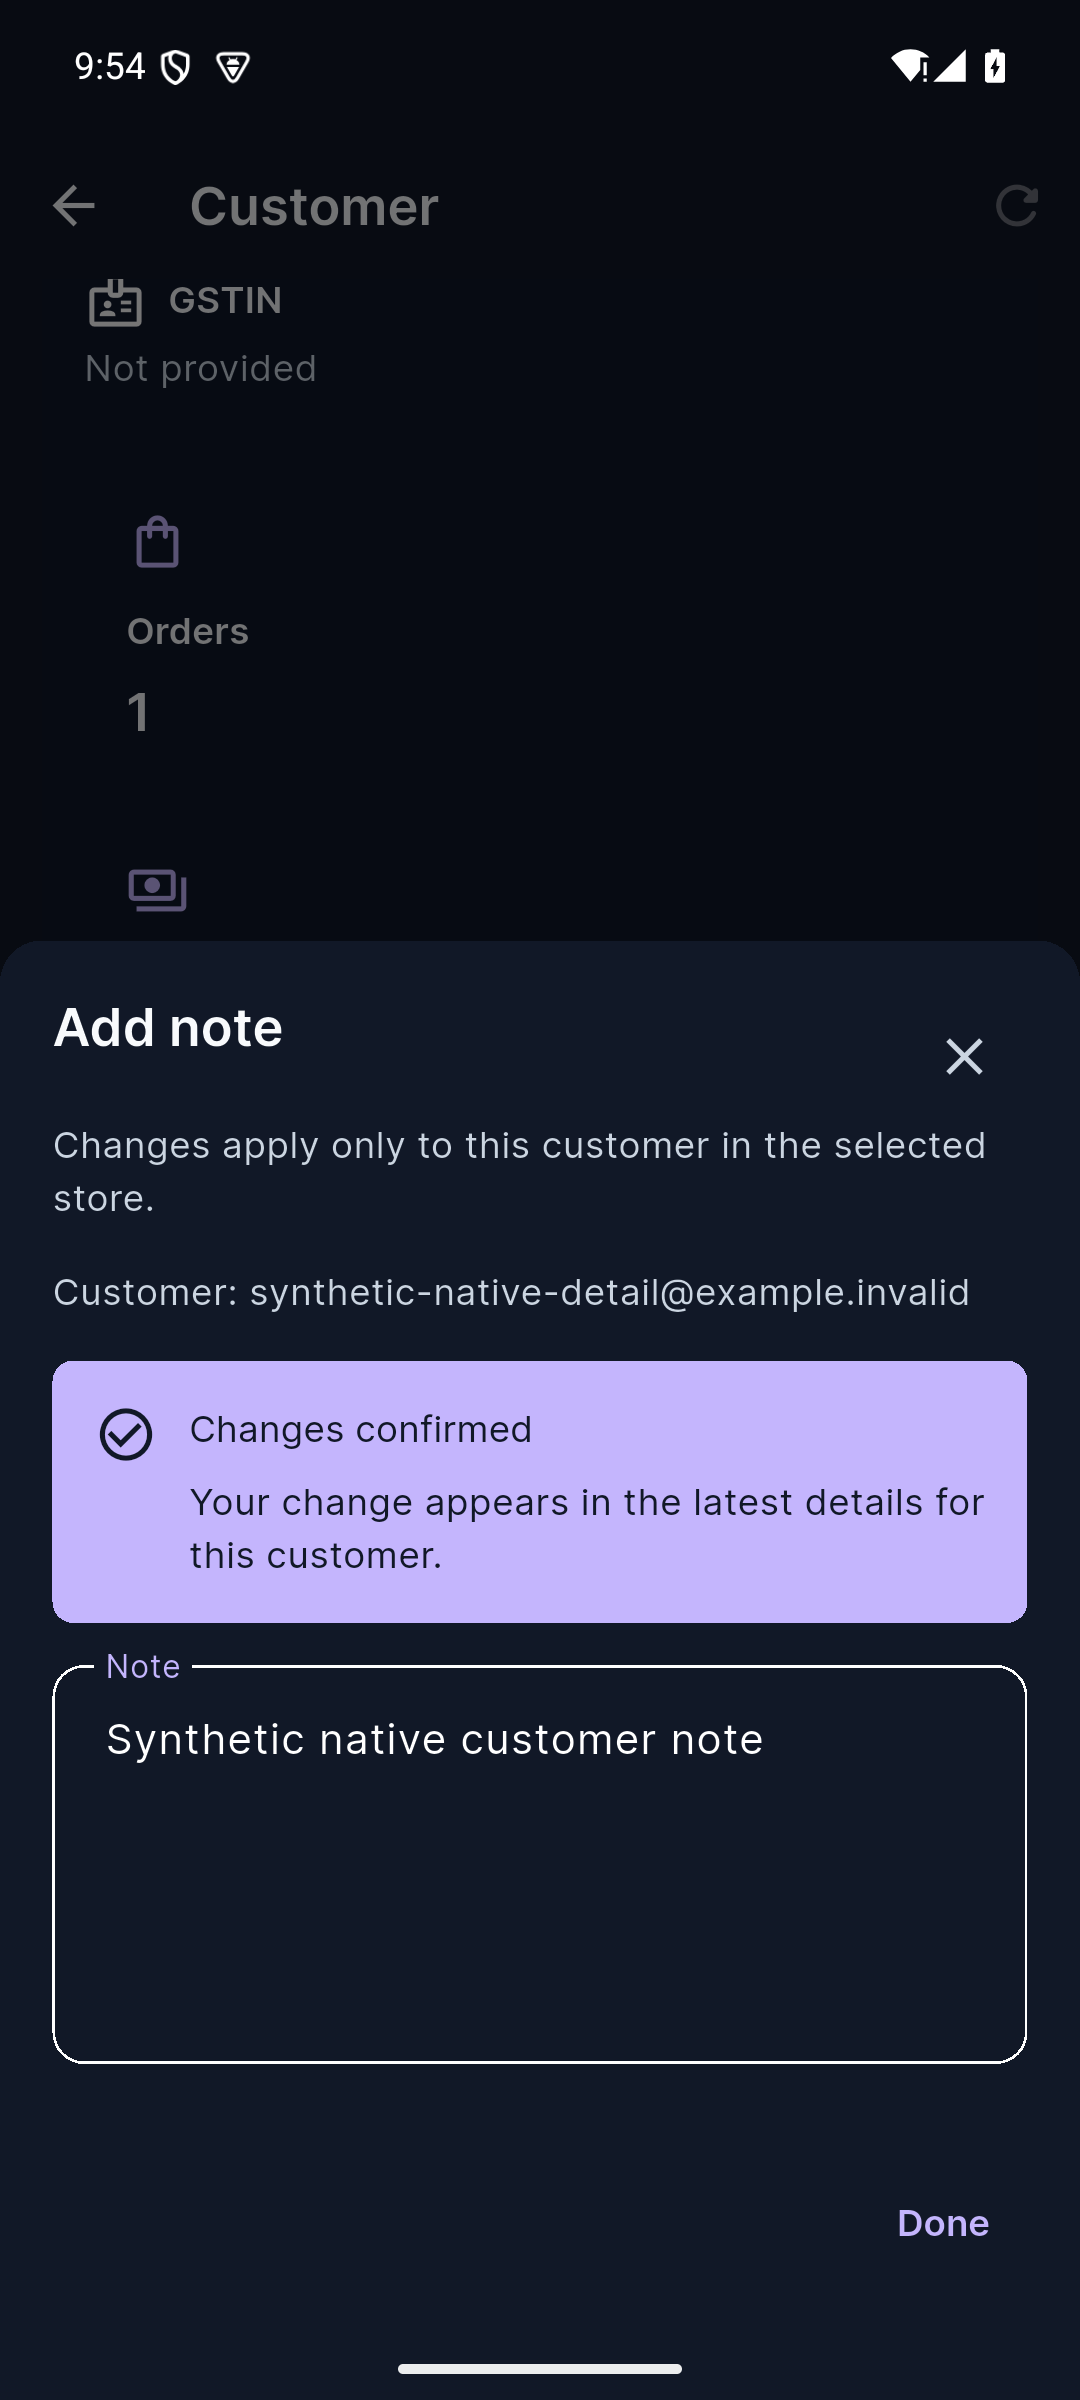 9:54
Customer
GSTIN
Not provided
Orders
1
Add note
Changes apply only to this customer in the selected
store.
Customer: synthetic-native-detail@example.invalid
Changes confirmed
Your change appears in the latest details for
this customer.
Note
Synthetic native customer note
Done